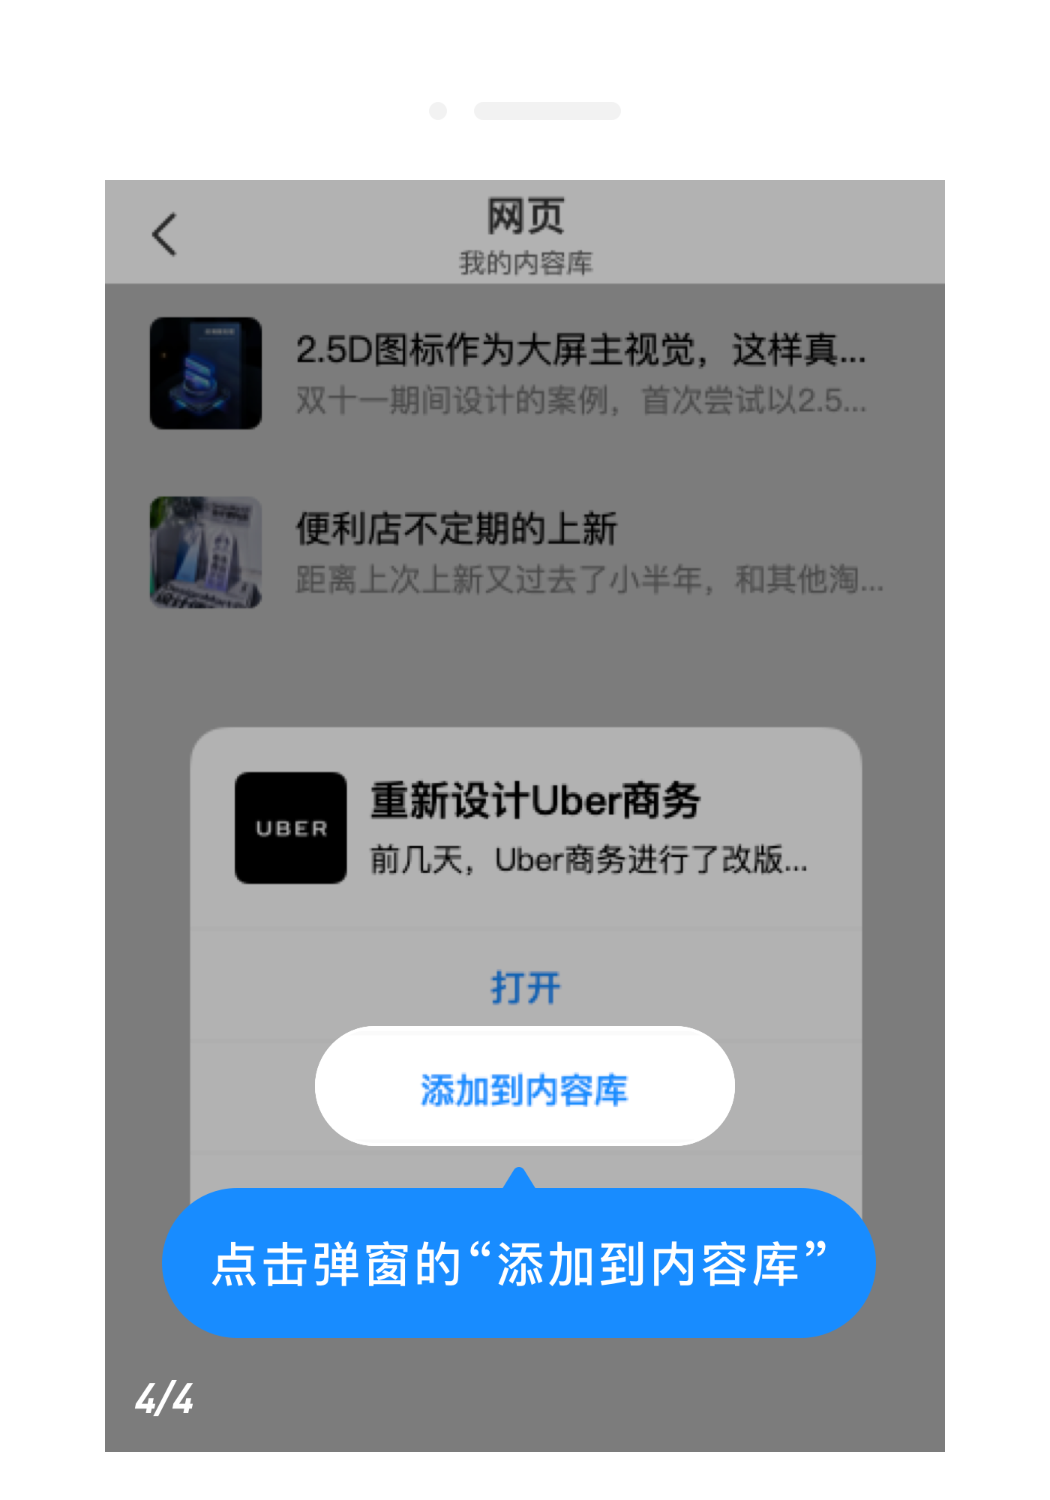 网页
我的内容库
2.5D图标作为大屏主视觉，这样真...
双十一期间设计的案例，首次尝试以2.5...
便利店不定期的上新
距离上次上新又过去了小半年，和其他淘...
UBER
重新设计Uber商务
前几天，Uber商务进行了改版...
打开
添加到内容库
点击弹窗的“添加到内容库”
4/4